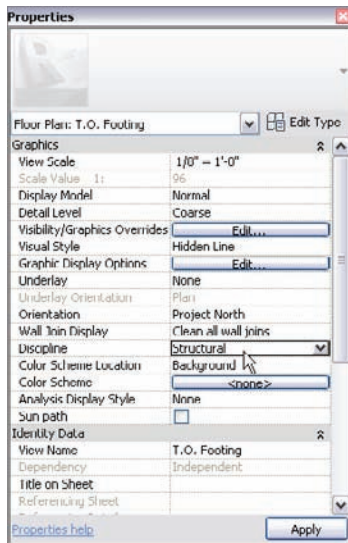 Properties
Floor Plan: T.O. Footing Edit Type
Graphics
View Scale 1/8" = 1'-0"
Scale Value 1: 96
Display Model Normal
Detail Level Coarse
Visibility/Graphics Overrides Edit...
Visual Style Hidden Line
Graphic Display Options Edit...
Underlay None
Underlay Orientation Plan
Orientation Project North
Wall Join Display Clean all wall joins
Discipline Structural
Color Scheme Location Background
Color Scheme <none>
Analysis Display Style None
Sun path
Identity Data
View Name T.O. Footing
Dependency Independent
Title on Sheet
Referencing Sheet
Properties help Apply